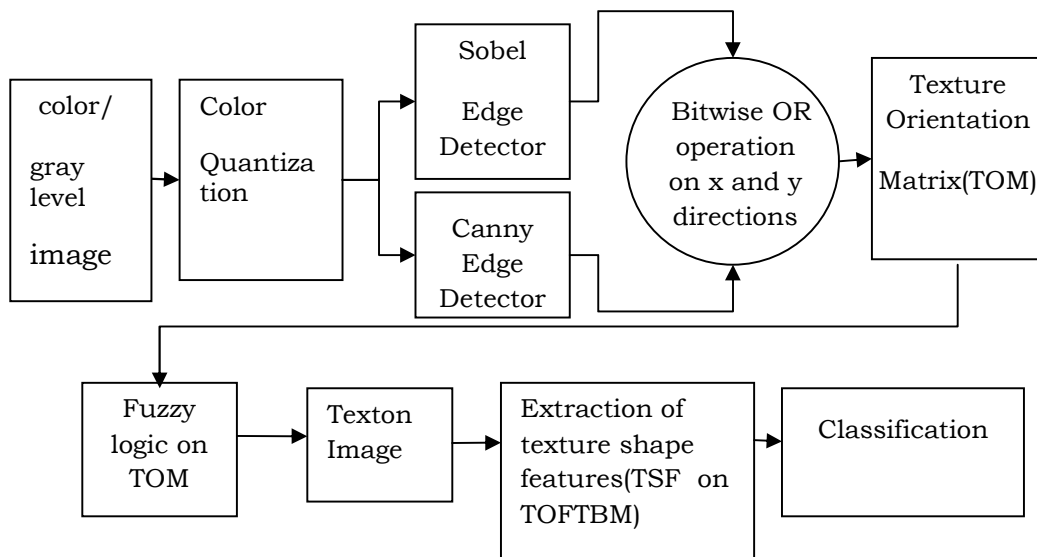 color/
gray
level
image
Color
Quantiza
tion
Sobel
Edge
Detector
Canny
Edge
Detector
Bitwise OR
operation
on x and y
directions
Texture
Orientation
Matrix(TOM)
Fuzzy
logic on
TOM
Texton
Image
Extraction of
texture shape
features(TSF on
TOFTBM)
Classification